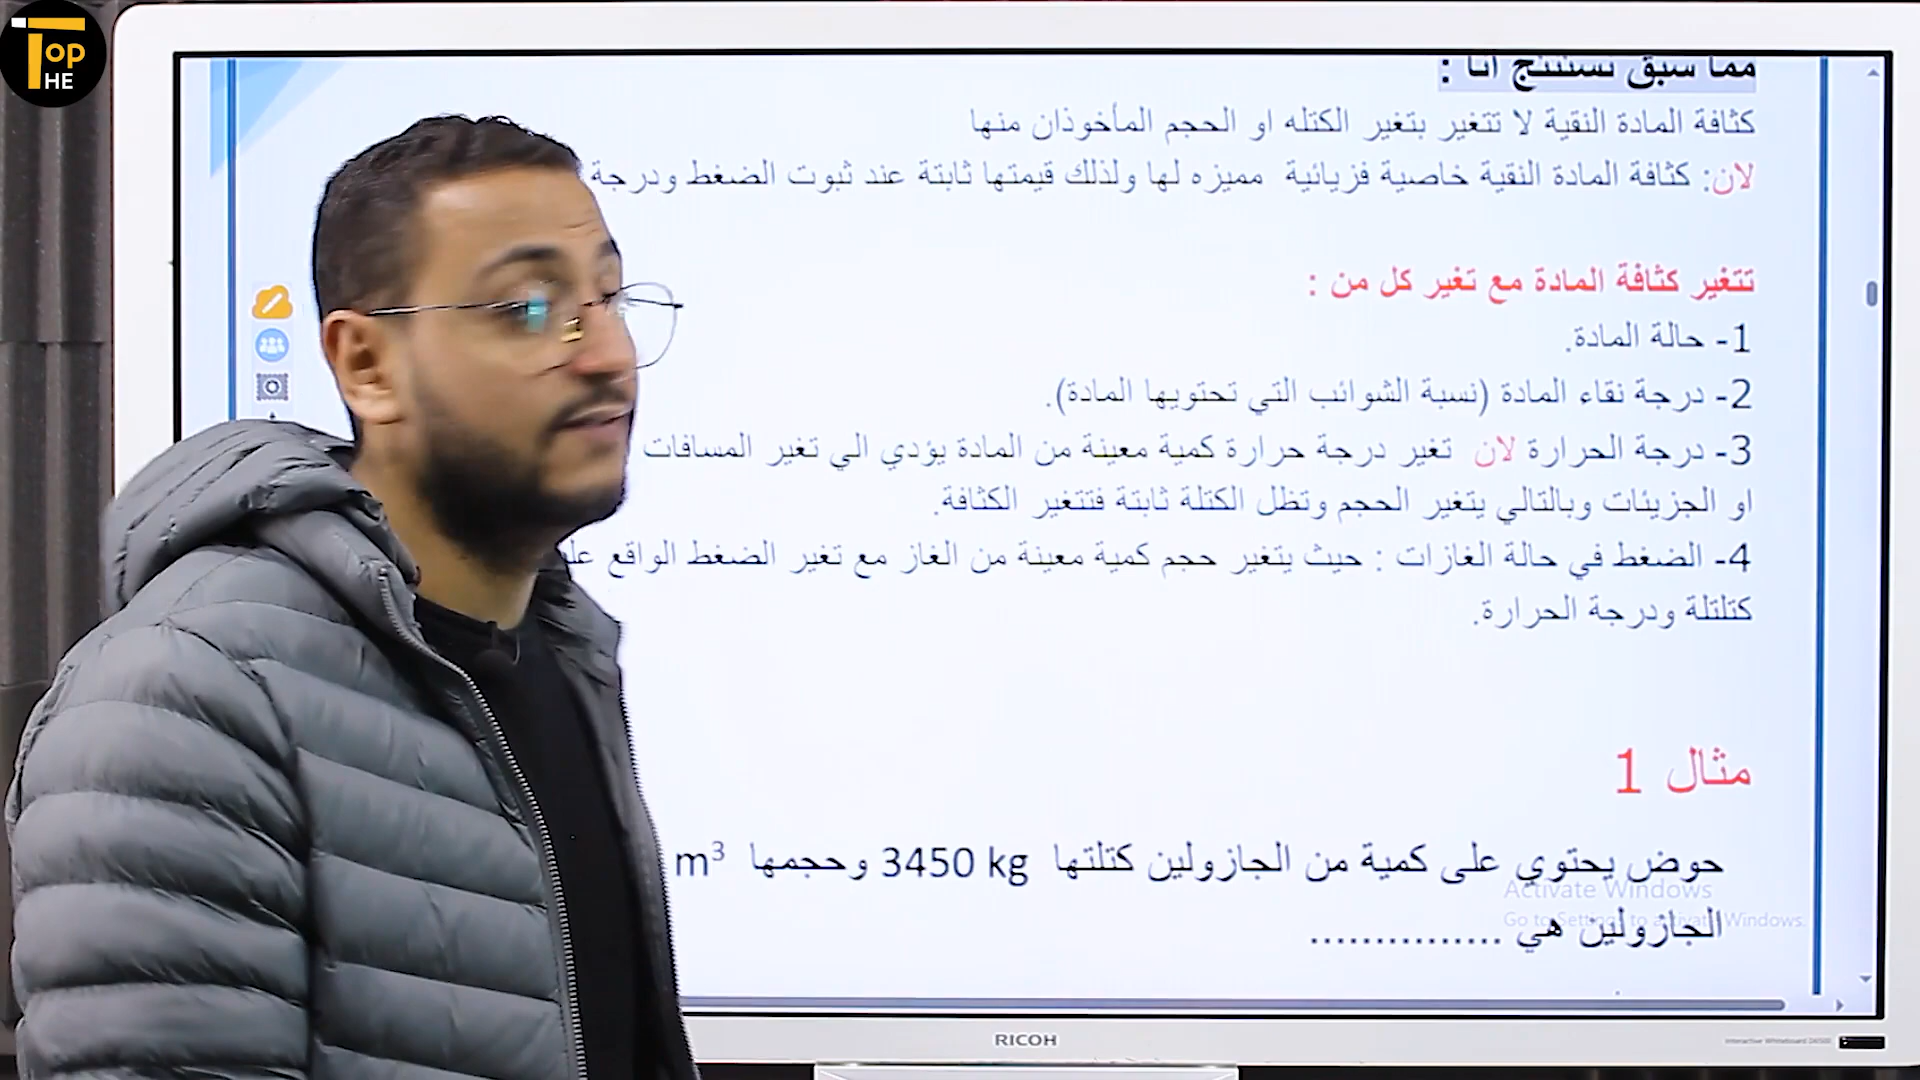 Top
HE
مما سبق نستنتج انا :
كثافة المادة النقية لا تتغير بتغير الكتله او الحجم المأخوذان منها
لان: كثافة المادة النقية خاصية فزيائية مميزه لها ولذلك قيمتها ثابتة عند ثبوت الضغط ودرجة
تتغير كثافة المادة مع تغير كل من :
1- حالة المادة.
2- درجة نقاء المادة (نسبة الشوائب التي تحتويها المادة).
3- درجة الحرارة لان تغير درجة حرارة كمية معينة من المادة يؤدي الي تغير المسافات
او الجزيئات وبالتالي يتغير الحجم وتظل الكتلة ثابتة فتتغير الكثافة.
4- الضغط في حالة الغازات : حيث يتغير حجم كمية معينة من الغاز مع تغير الضغط الواقع
كتلتلة ودرجة الحرارة.
مثال 1
حوض يحتوي على كمية من الجازولين كتلتها 3450 kg وحجمها m³
الجازولين هي ...............
Activate Windows
Go to Settings to activate Windows.
RICOH